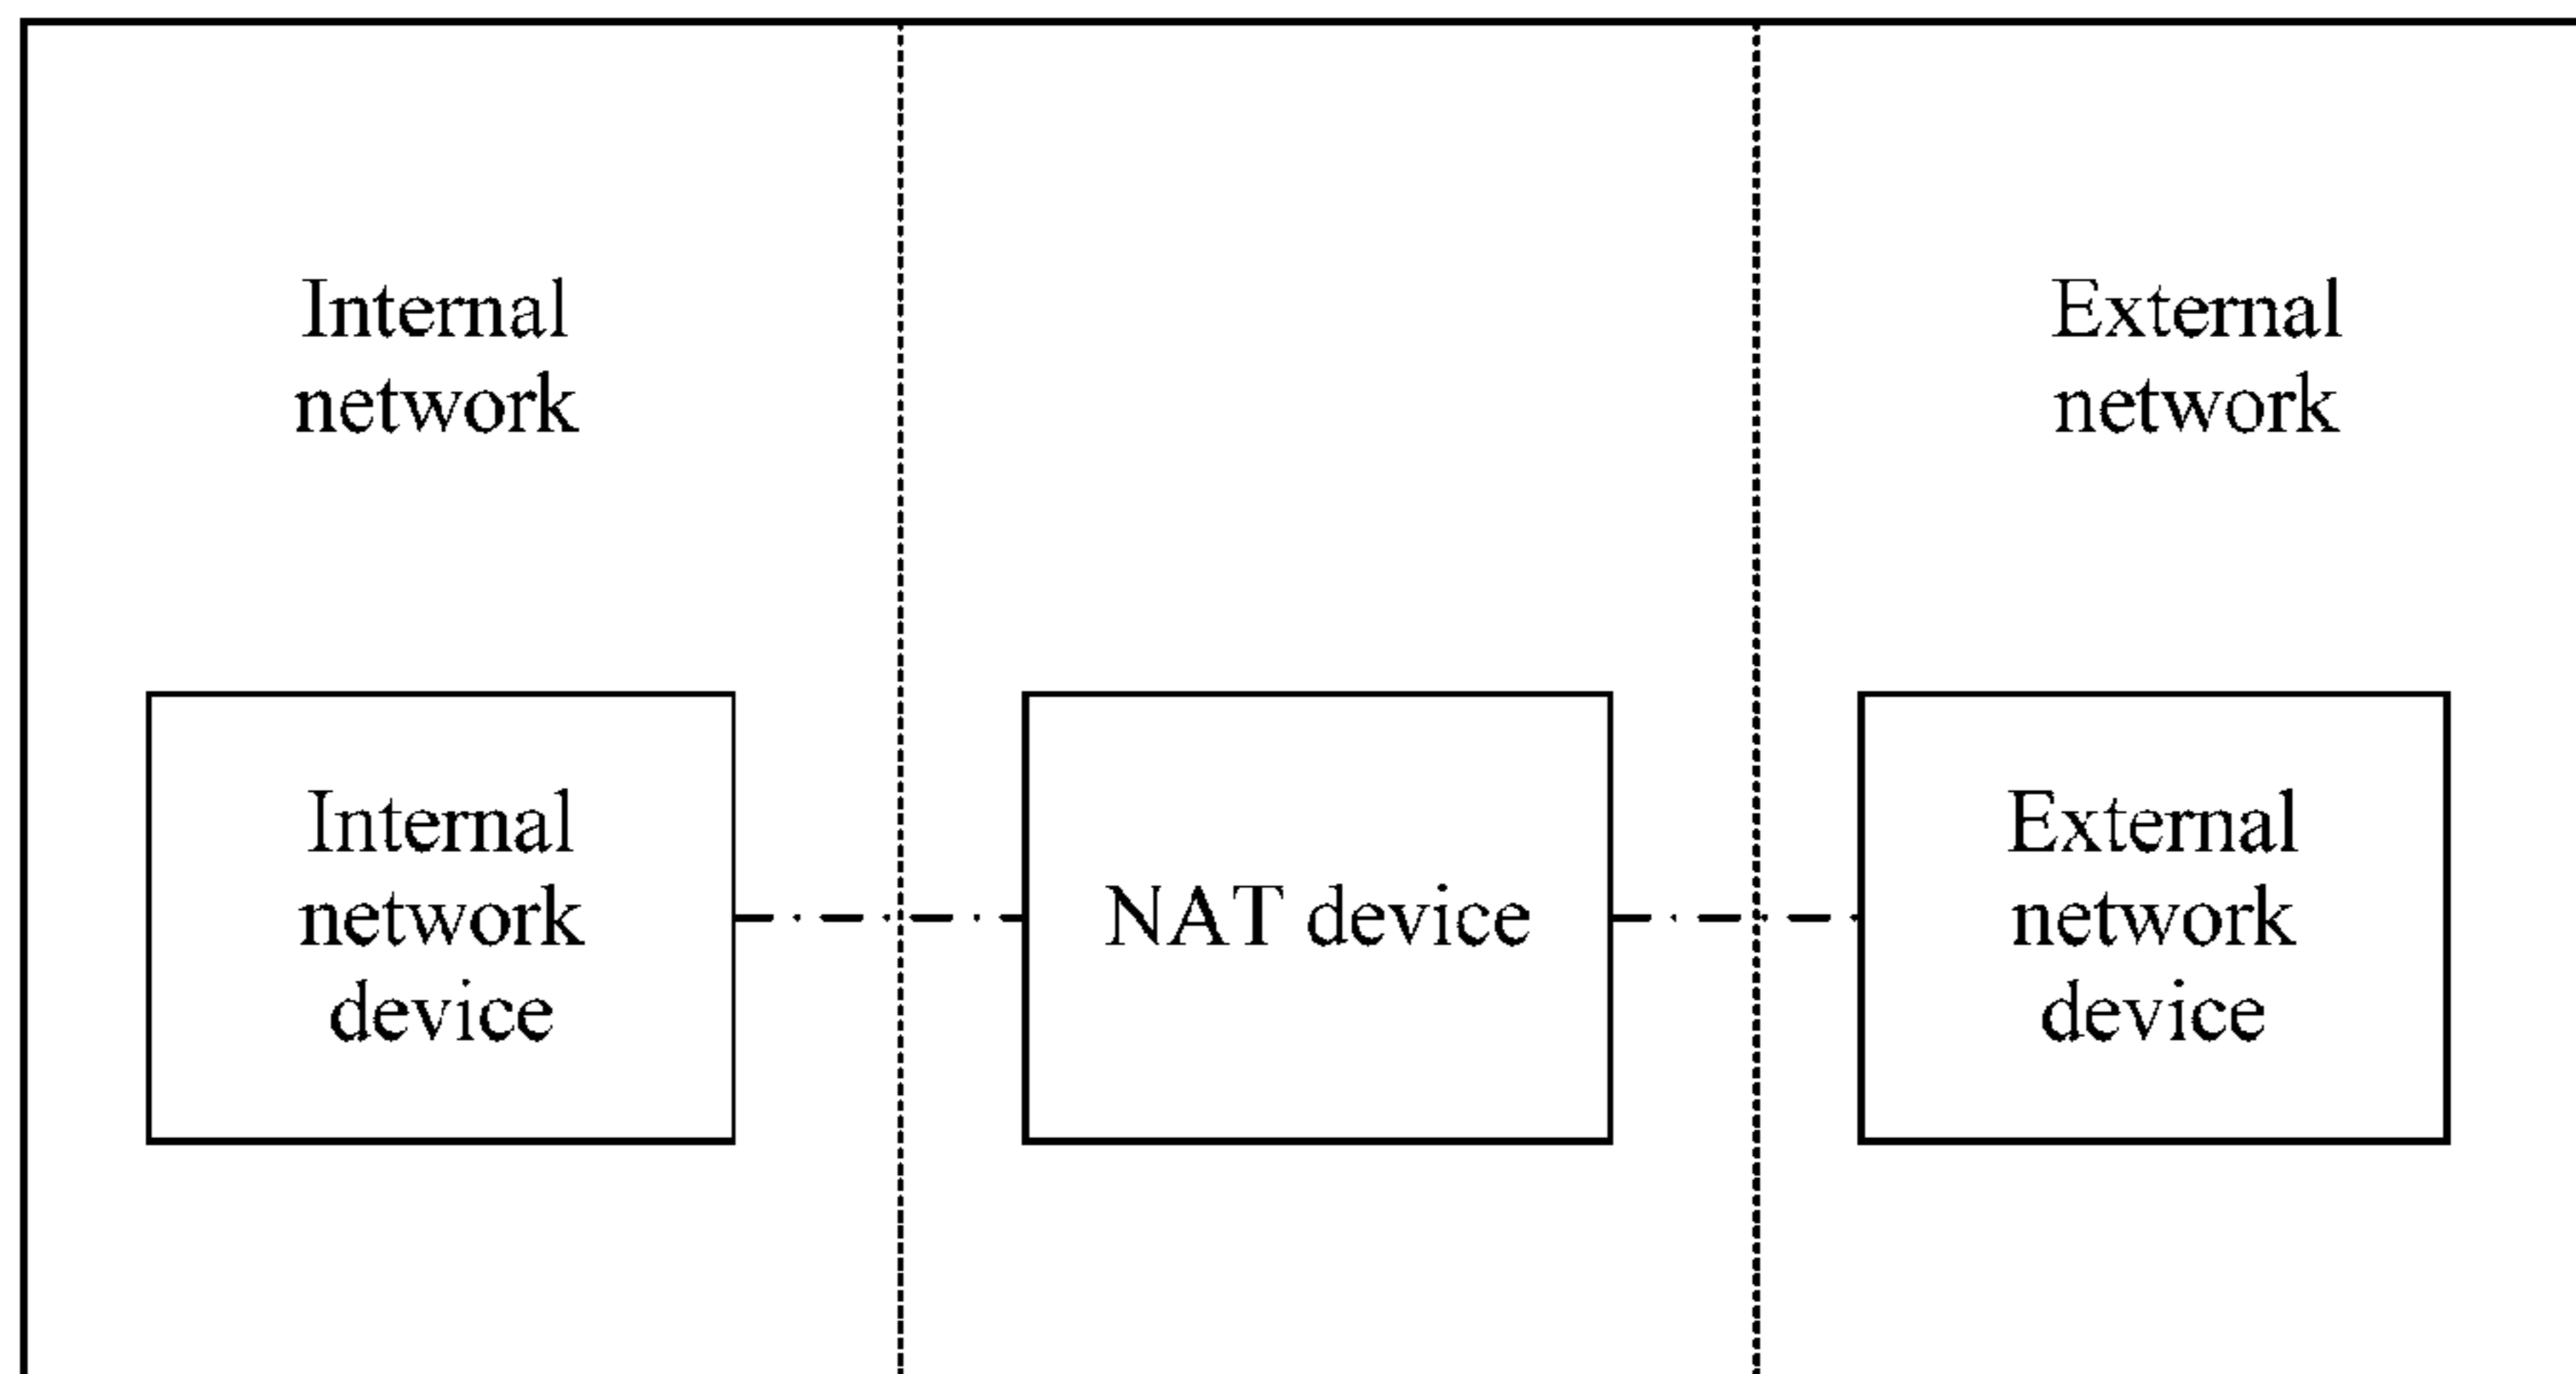 Internal
network
External
network
Internal
network
device
NAT device
External
network
device